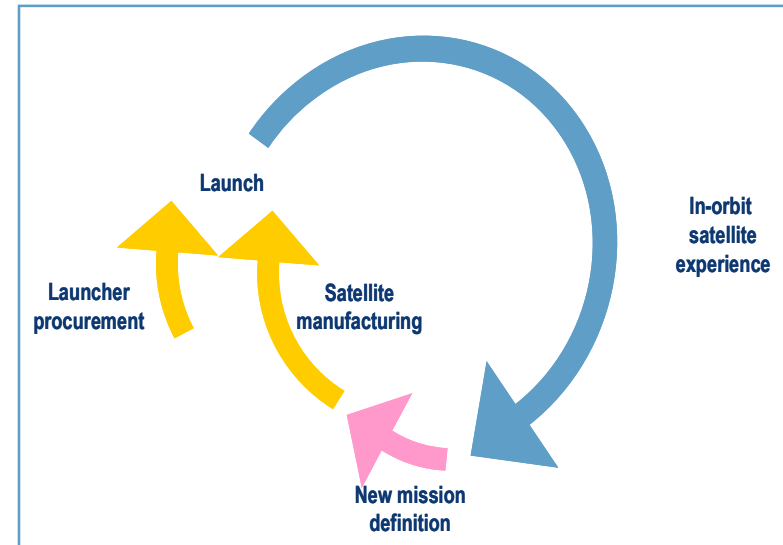 Launch
In-orbit
satellite
experience
Launcher
procurement
Satellite
manufacturing
New mission
definition